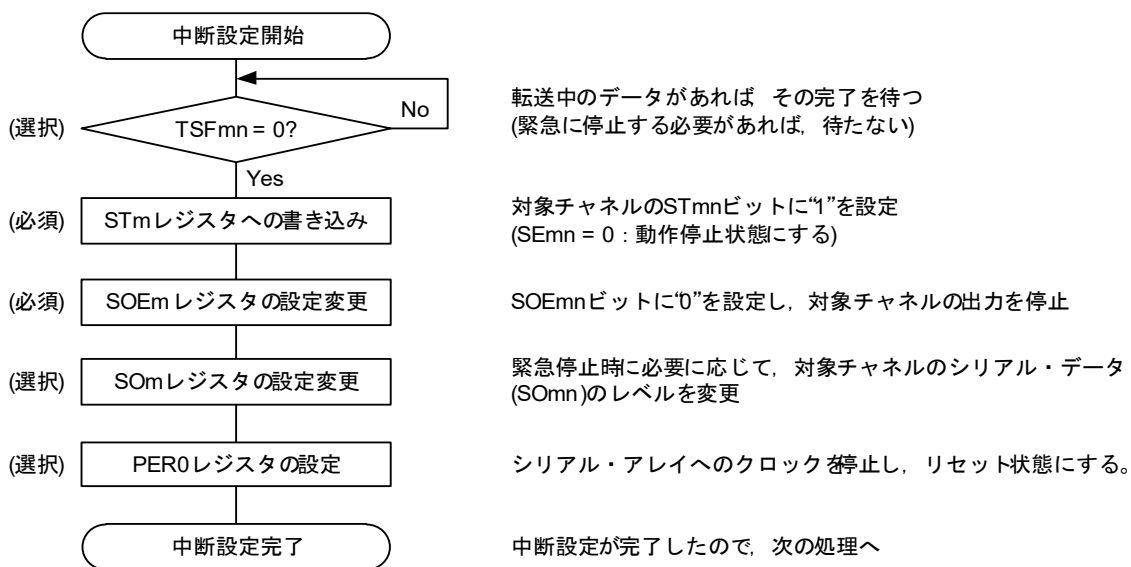 中断設定開始
No
転送中のデータがあれば その完了を待つ
(選択)
TSFmn = 0?
(緊急に停止する必要があれば，待たない)
Yes
(必須)
STmレジスタへの書き込み
対象チャネルのSTmnビットに“1”を設定
(SEmn = 0：動作停止状態にする)
(必須)
SOEmレジスタの設定変更
SOEmnビットに“0”を設定し，対象チャネルの出力を停止
(選択)
SOmレジスタの設定変更
緊急停止時に必要に応じて，対象チャネルのシリアル・データ
(SOmn)のレベルを変更
(選択)
PER0レジスタの設定
シリアル・アレイへのクロックを停止し，リセット状態にする。
中断設定完了
中断設定が完了したので，次の処理へ